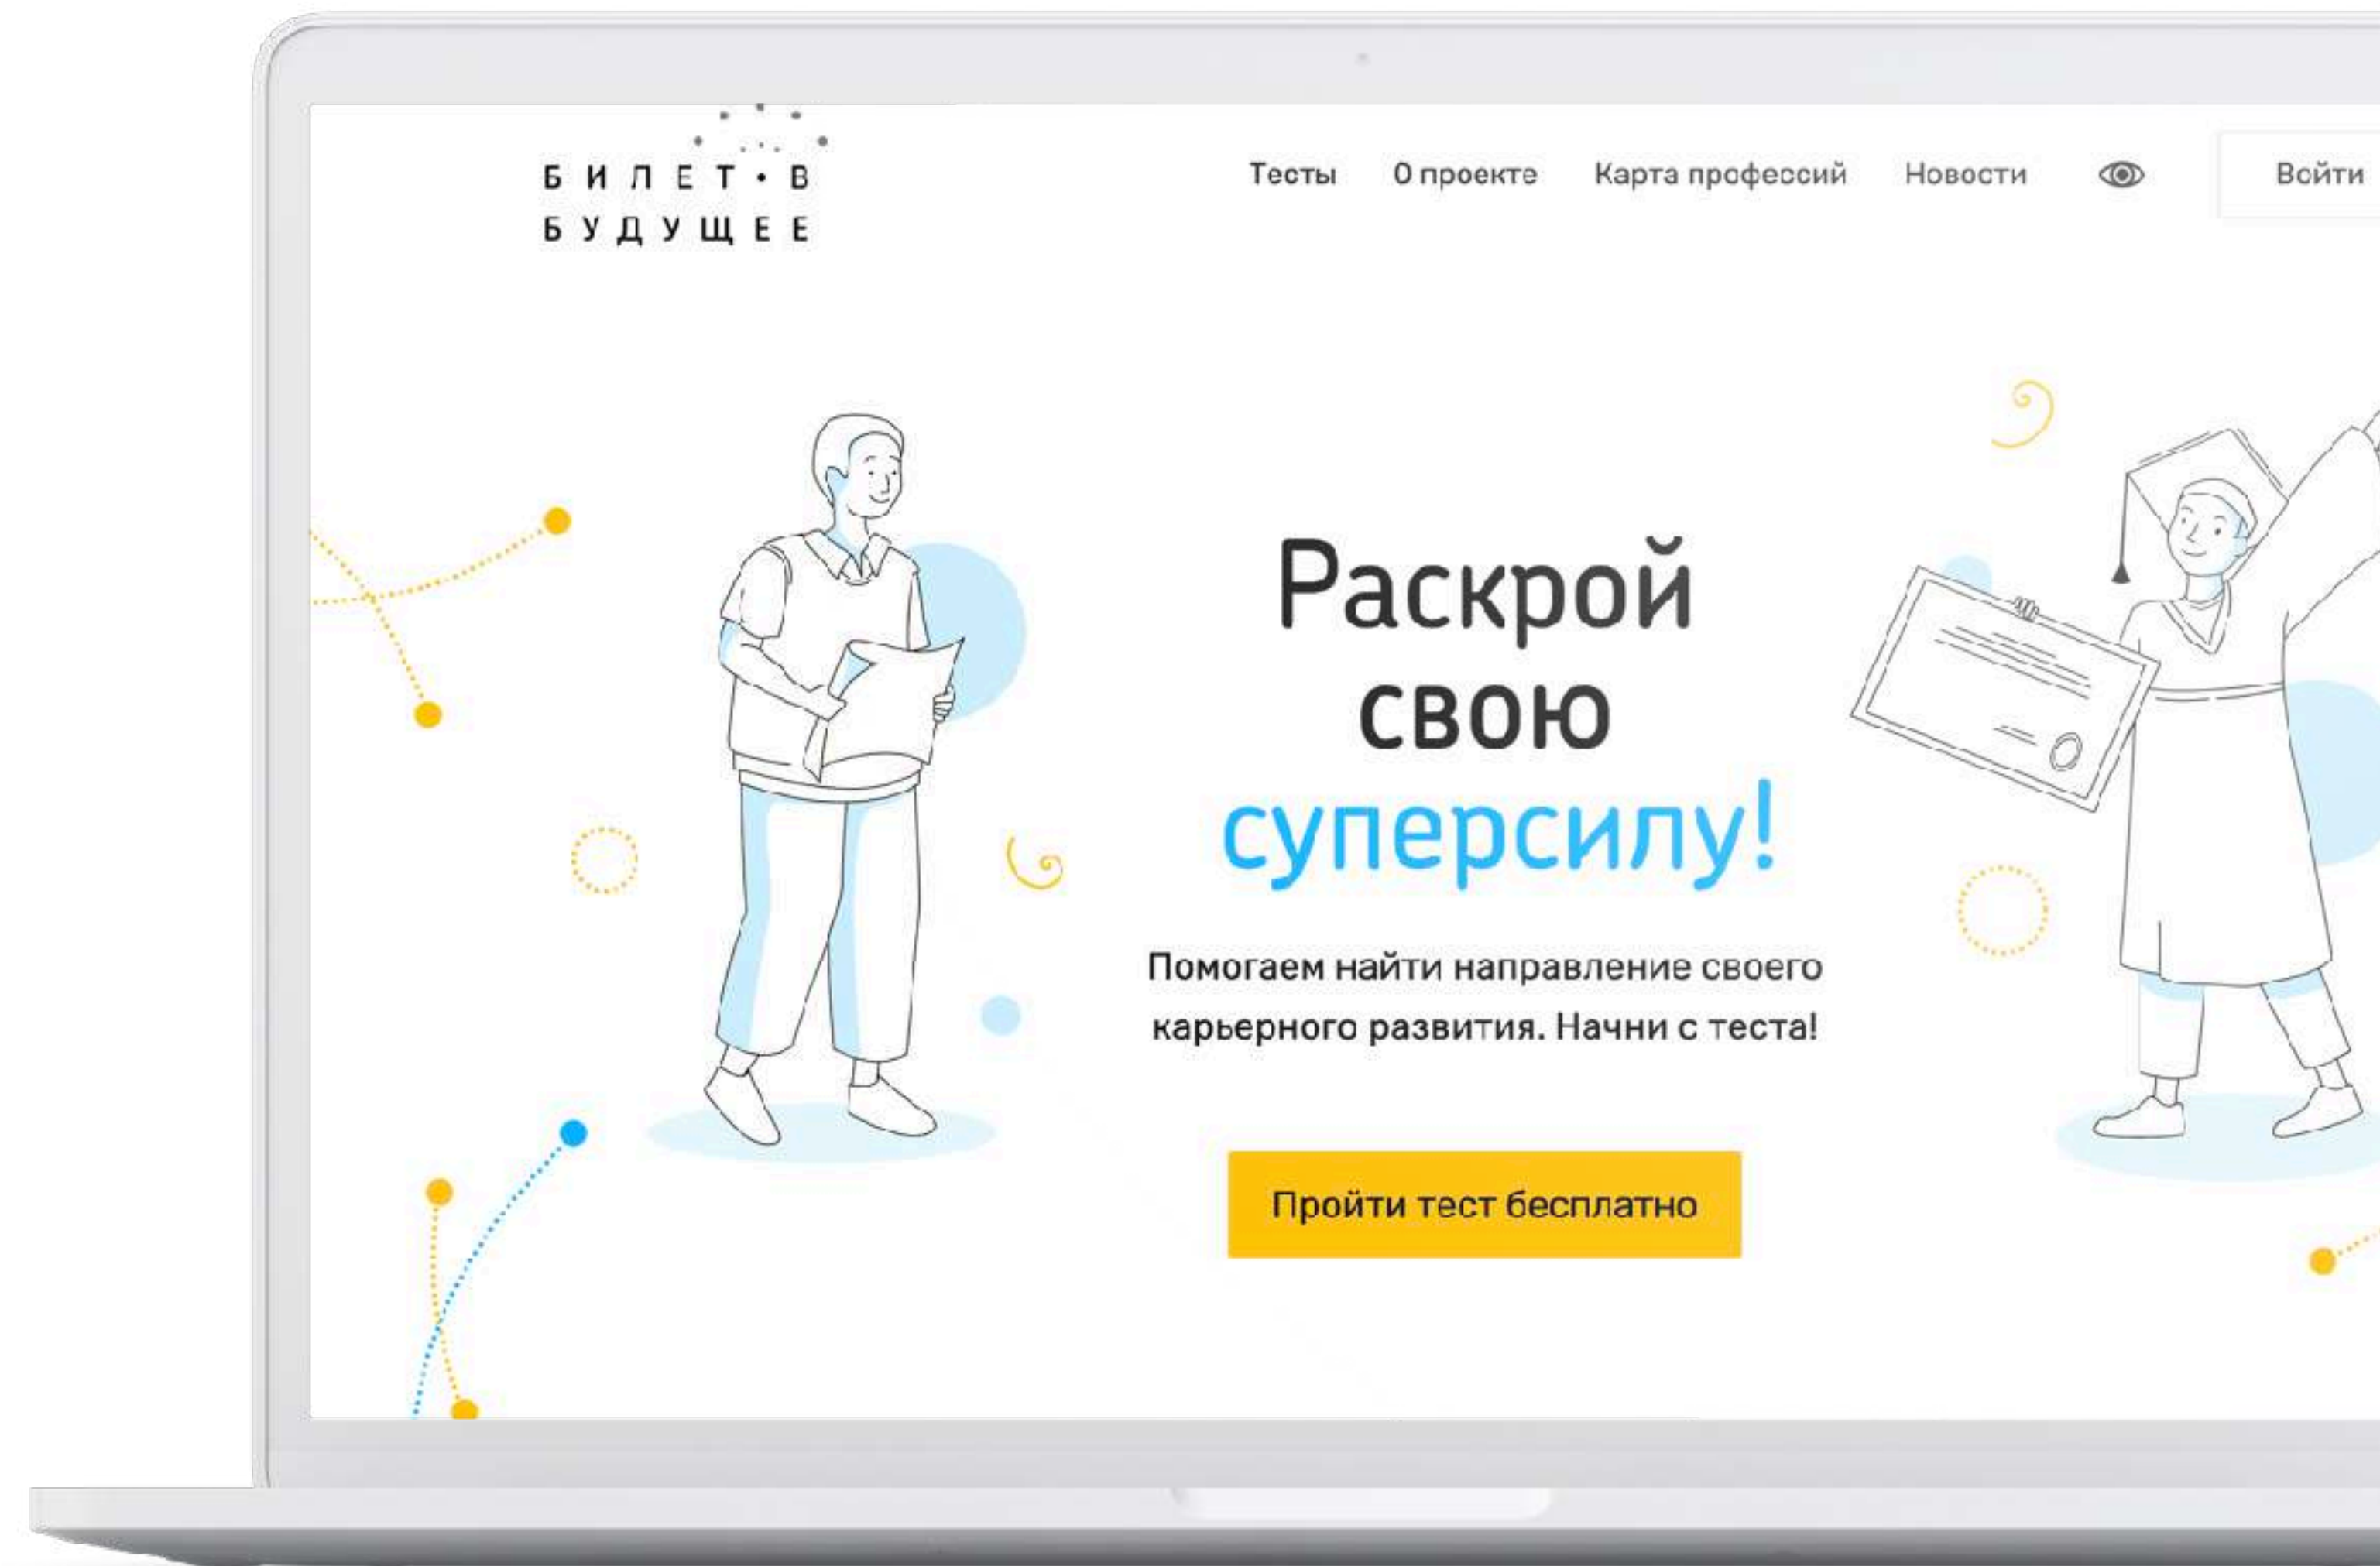 БИЛЕТ·В
БУДУЩЕЕ
Тесты О проекте Карта профессий Новости Войти
Раскрой
свою
суперсилу!
Помогаем найти направление своего
карьерного развития. Начни с теста!
Пройти тест бесплатно